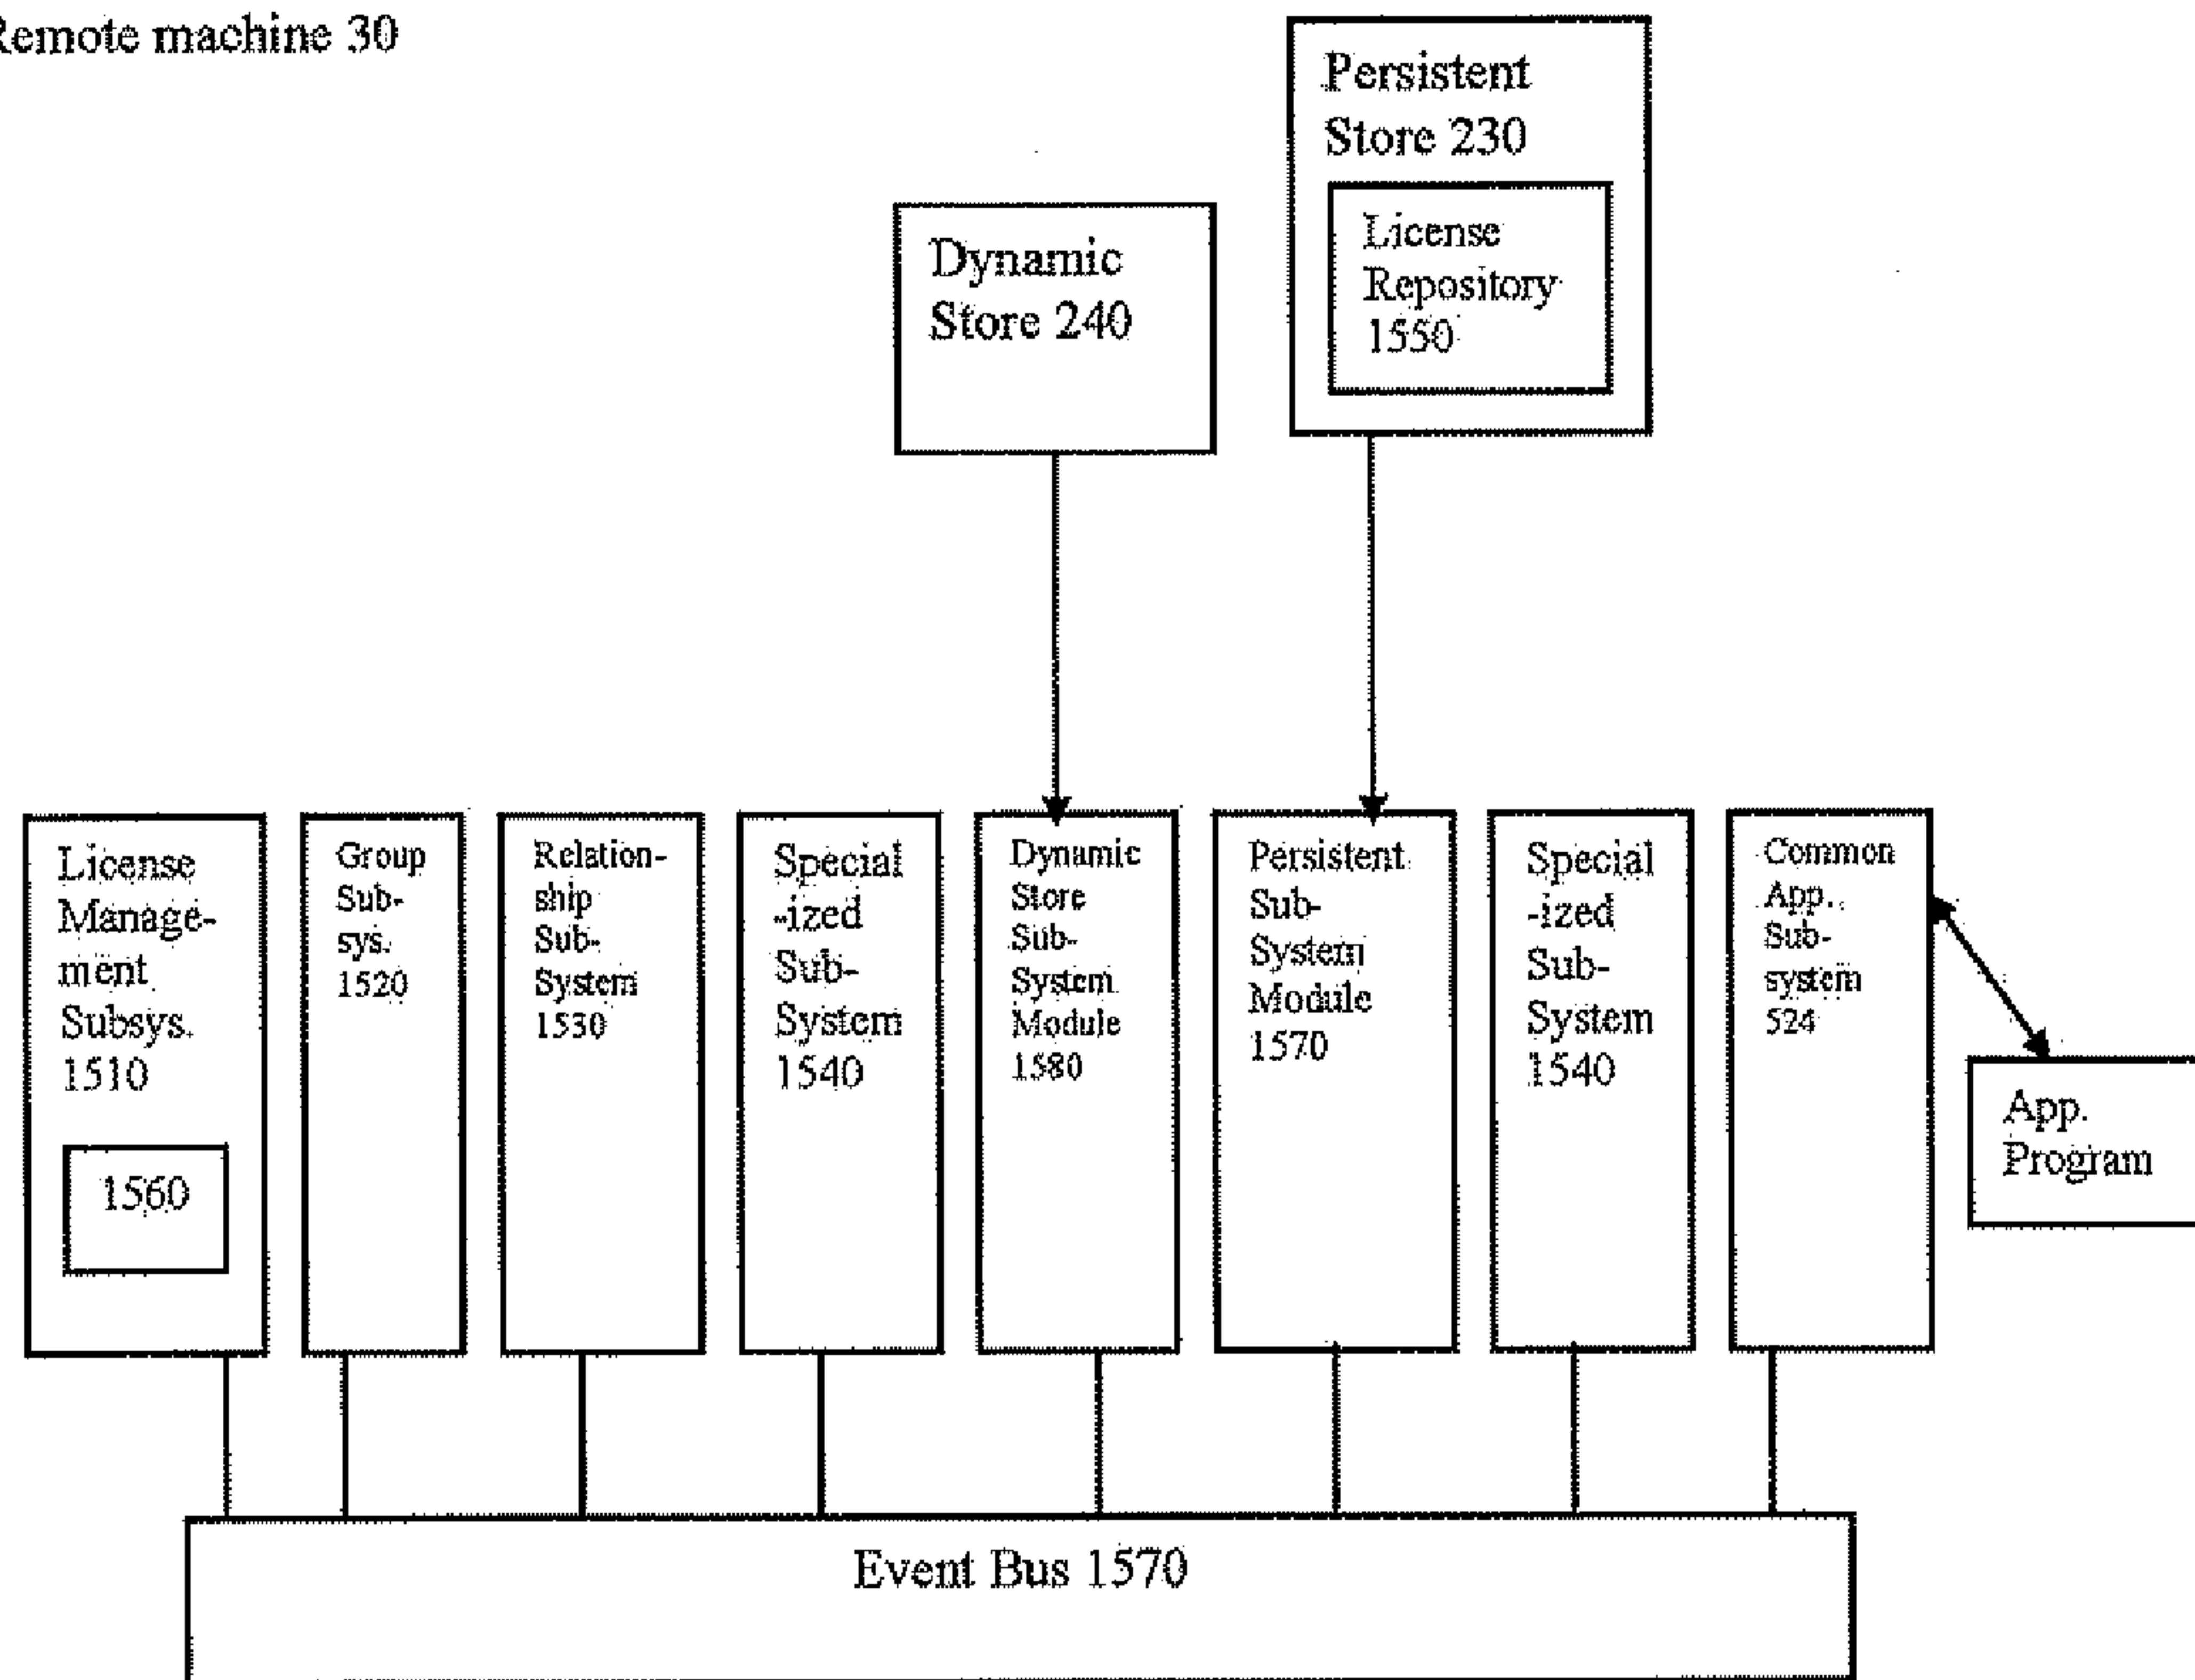 Remote machine 30
Persistent
Store 230
License
Repository
1550
Dynamic
Store 240
License
Manage-
ment
Subsys.
1510
1560
Group
Sub-
sys.
1520
Relation-
ship
Sub-
System
1530
Special
-ized
Sub-
System
1540
Dynamic
Store
Sub-
System
Module
1580
Persistent
Sub-
System
Module
1570
Special
-ized
Sub-
System
1540
Common
App.
Sub-
system
524
App.
Program
Event Bus 1570